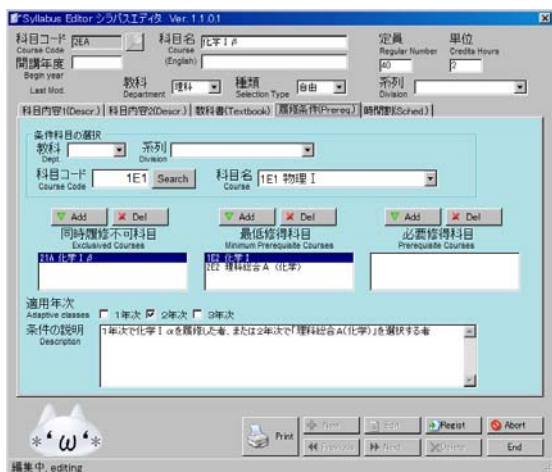 Syllabus Editor シラバスエディタ Ver. 1.1.0.1
科目コード 2EA 科目名 化学Ⅰβ 定員 単位
Course Code Course Regular Number Credits Hours
開講年度 (English) 40 2
Begin year
Last Mod. 教科 理科 種類 自由 系列
Department Selection Type Division
科目内容1(Descr.) 科目内容2(Descr.) 教科書(Textbook) 履修条件(Prereq.) 時間割(Sched.)
条件科目の選択
教科 系列
Dept. Division
科目コード 1E1 Search 科目名 1E1 物理Ⅰ
Course Code Course
Add Del Add Del Add Del
同時履修不可科目 最低修得科目 必要修得科目
Exclusived Courses Minimum Prerequisite Courses Prerequisite Courses
21A 化学Ⅰβ 1E2 化学Ⅰ
2E2 理科総合A (化学)
適用年次
Adaptive classes 1年次 2年次 3年次
条件の説明 1年次で化学Ⅰαを履修した者、または2年次で「理科総合A(化学)」を選択する者
Description
*'ω'* Print New Edit Regist Abort
Previous Next Delete End
編集中, editing